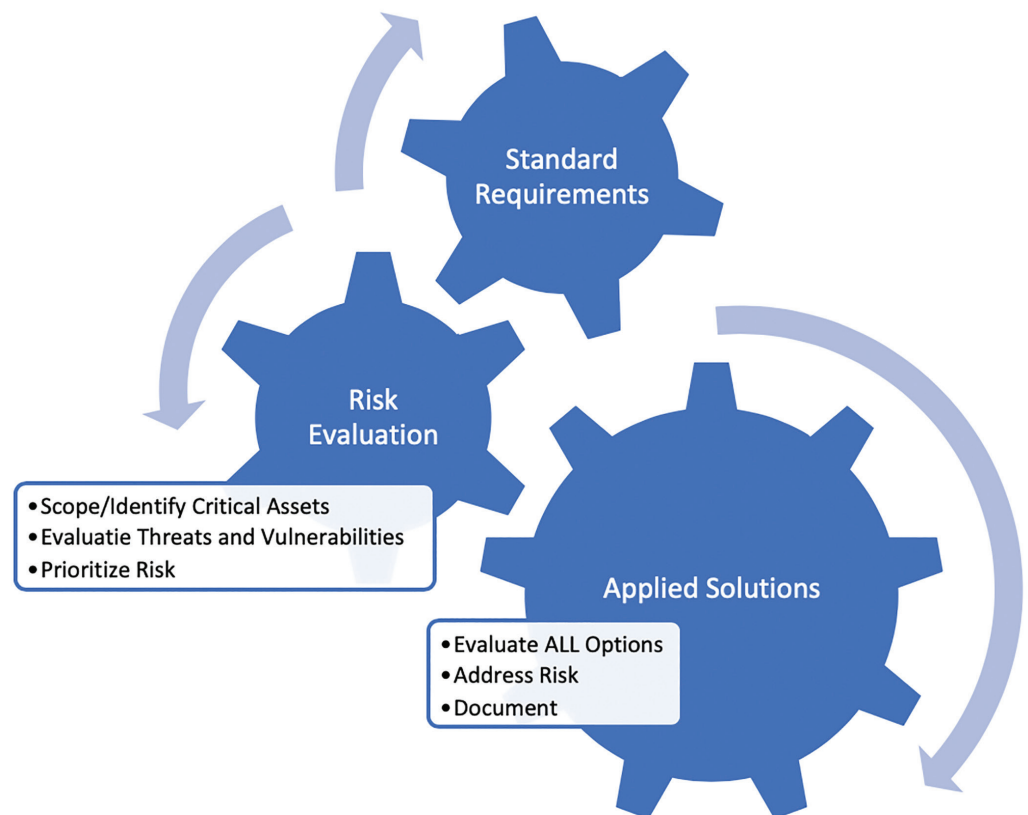 Standard
Requirements
Risk
Evaluation
•Scope/Identify Critical Assets
•Evaluatie Threats and Vulnerabilities
•Prioritize Risk
Applied Solutions
•Evaluate ALL Options
•Address Risk
•Document